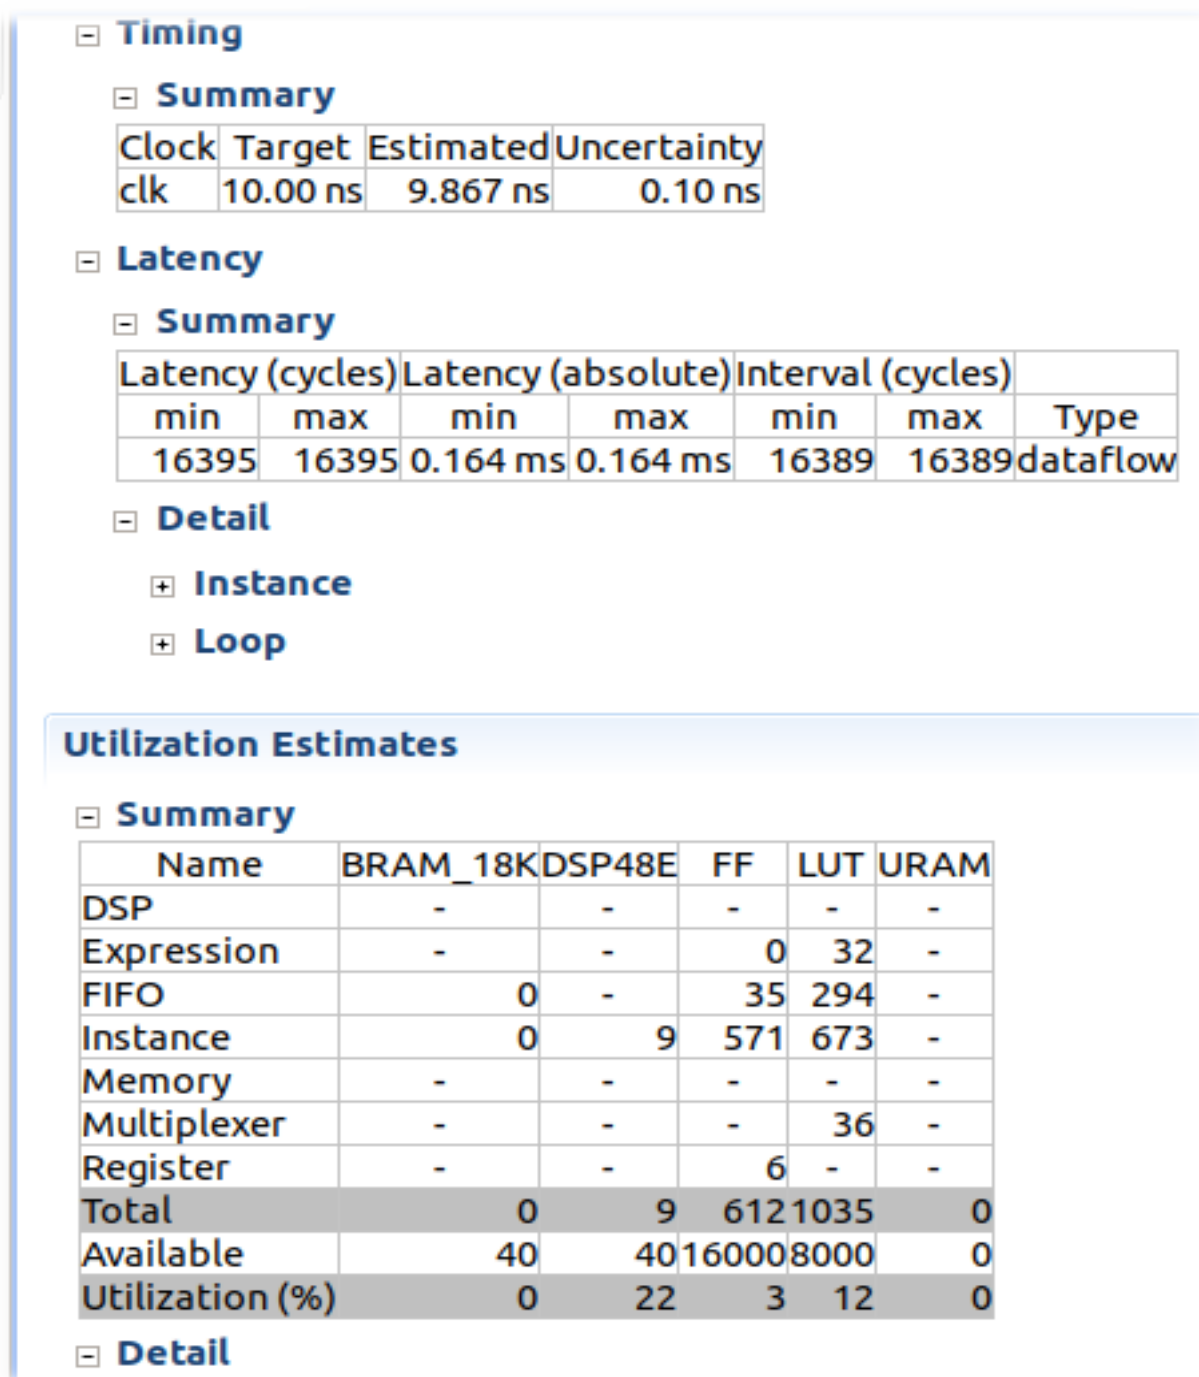 Timing
Summary
Clock Target Estimated Uncertainty
clk 10.00 ns 9.867 ns 0.10 ns
Latency
Summary
Latency (cycles) Latency (absolute) Interval (cycles)
min max min max min max Type
16395 16395 0.164 ms 0.164 ms 16389 16389 dataflow
Detail
Instance
Loop
Utilization Estimates
Summary
Name BRAM_18K DSP48E FF LUT URAM
DSP - - - - -
Expression - - 0 32 -
FIFO 0 - 35 294 -
Instance 0 9 571 673 -
Memory - - - - -
Multiplexer - - - 36 -
Register - - 6 - -
Total 0 9 612 1035 0
Available 40 40 16000 8000 0
Utilization (%) 0 22 3 12 0
Detail